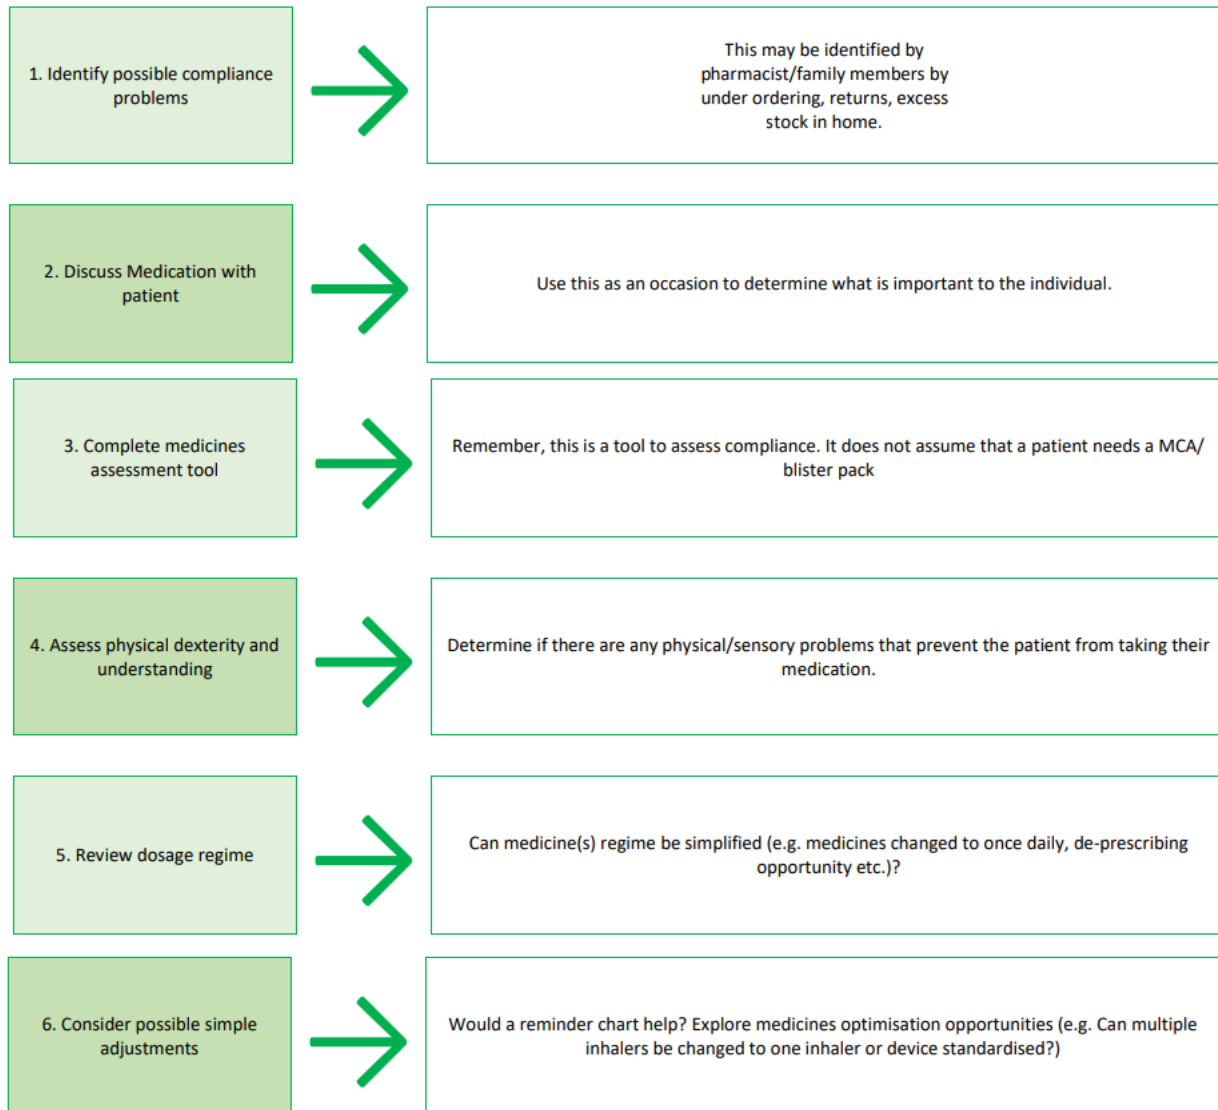 1. Identify possible compliance
problems
This may be identified by
pharmacist/family members by
under ordering, returns, excess
stock in home.
2. Discuss Medication with
patient
Use this as an occasion to determine what is important to the individual.
3. Complete medicines
assessment tool
Remember, this is a tool to assess compliance. It does not assume that a patient needs a MCA/
blister pack
4. Assess physical dexterity and
understanding
Determine if there are any physical/sensory problems that prevent the patient from taking their
medication.
5. Review dosage regime
Can medicine(s) regime be simplified (e.g. medicines changed to once daily, de-prescribing
opportunity etc.)?
6. Consider possible simple
adjustments
Would a reminder chart help? Explore medicines optimisation opportunities (e.g. Can multiple
inhalers be changed to one inhaler or device standardised?)